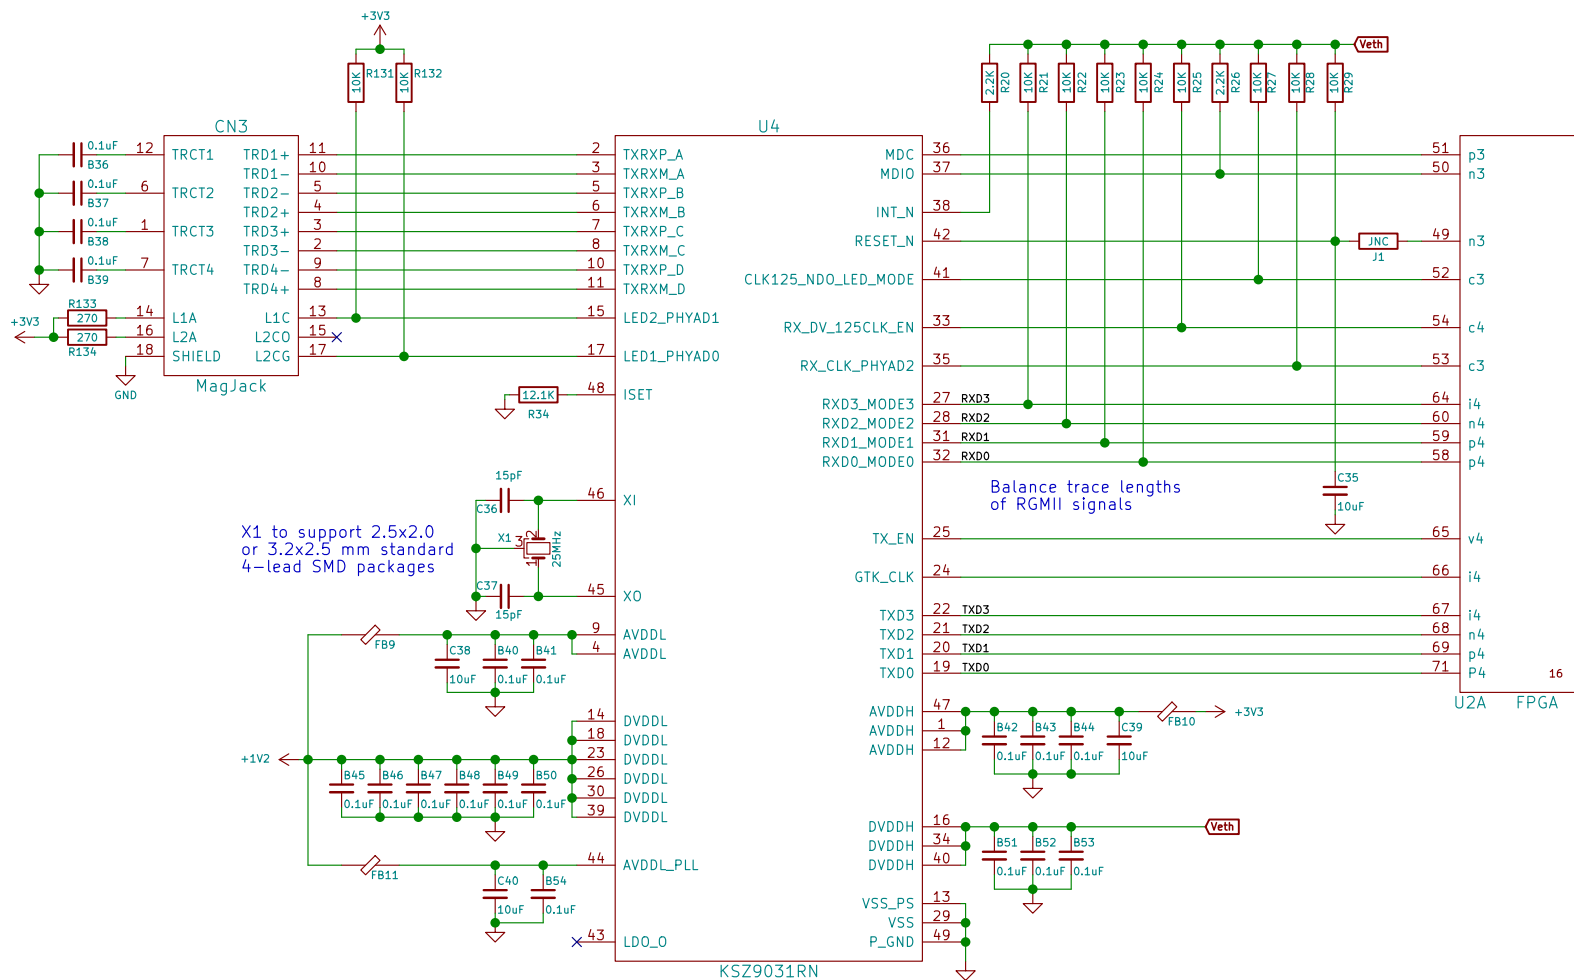 +3V3
R131
10K
R132
10K
Veth
2.2K
R20
10K
R21
10K
R22
10K
R23
10K
R24
10K
R25
2.2K
R26
10K
R27
10K
R28
10K
R29
CN3
0.1uF
B36
0.1uF
B37
0.1uF
B38
0.1uF
B39
12 TRCT1
6 TRCT2
1 TRCT3
7 TRCT4
R133
270
+3V3
270
R134
14 L1A
16 L2A
18 SHIELD
GND
TRD1+ 11
TRD1- 10
TRD2- 5
TRD2+ 4
TRD3+ 3
TRD3- 2
TRD4- 9
TRD4+ 8
L1C 13
L2CO 15
L2CG 17
MagJack
U4
2 TXRXP_A
3 TXRXM_A
5 TXRXP_B
6 TXRXM_B
7 TXRXP_C
8 TXRXM_C
10 TXRXP_D
11 TXRXM_D
15 LED2_PHYAD1
17 LED1_PHYAD0
48 ISET
12.1K
R34
46 XI
15pF
C36
X1
3
2
1
25MHz
C37
15pF
45 XO
X1 to support 2.5x2.0
or 3.2x2.5 mm standard
4-lead SMD packages
9 AVDDL
4 AVDDL
FB9
C38
10uF
B40
0.1uF
B41
0.1uF
14 DVDDL
18 DVDDL
23 DVDDL
26 DVDDL
30 DVDDL
39 DVDDL
+1V2
B45
0.1uF
B46
0.1uF
B47
0.1uF
B48
0.1uF
B49
0.1uF
B50
0.1uF
44 AVDDL_PLL
FB11
C40
10uF
B54
0.1uF
43 LDO_O
MDC 36
MDIO 37
INT_N 38
RESET_N 42
CLK125_NDO_LED_MODE 41
RX_DV_125CLK_EN 33
RX_CLK_PHYAD2 35
RXD3_MODE3 27 RXD3
RXD2_MODE2 28 RXD2
RXD1_MODE1 31 RXD1
RXD0_MODE0 32 RXD0
Balance trace lengths
of RGMII signals
C35
10uF
JNC
J1
TX_EN 25
GTK_CLK 24
TXD3 22 TXD3
TXD2 21 TXD2
TXD1 20 TXD1
TXD0 19 TXD0
AVDDH 47
AVDDH 1
AVDDH 12
B42
0.1uF
B43
0.1uF
B44
0.1uF
C39
10uF
FB10
+3V3
DVDDH 16
DVDDH 34
DVDDH 40
B51
0.1uF
B52
0.1uF
B53
0.1uF
Veth
VSS_PS 13
VSS 29
P_GND 49
KSZ9031RN
51 p3
50 n3
49 n3
52 c3
54 c4
53 c3
64 i4
60 n4
59 p4
58 p4
65 v4
66 i4
67 i4
68 n4
69 p4
71 P4
16
U2A FPGA